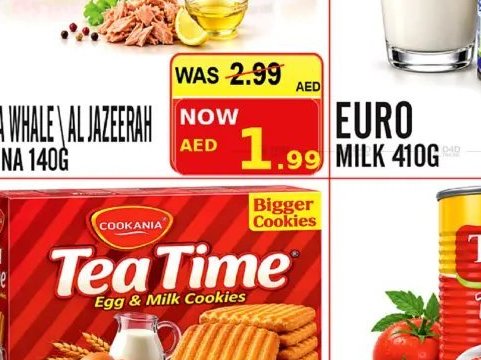 WAS 2.99 AED
A WHALE \ AL JAZEERAH
NA 140G
NOW
AED 1.99
EURO
MILK 410G
D4D
COOKANIA
Bigger
Cookies
Tea Time
Egg & Milk Cookies